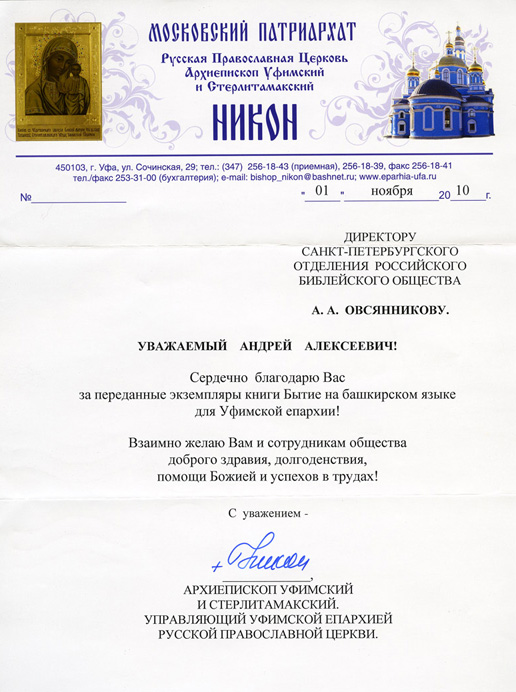 МОСКОВСКИЙ ПАТРИАРХАТ
Русская Православная Церковь
Архиепископ Уфимский
и Стерлитамакский
НИКОН
450103, г. Уфа, ул. Сочинская, 29; тел.: (347) 256-18-43 (приемная), 256-18-39, факс 256-18-41
тел./факс 253-31-00 (бухгалтерия); e-mail: bishop_nikon@bashnet.ru; www.eparhia-ufa.ru
№ "01" ноября 2010 г.
ДИРЕКТОРУ
САНКТ-ПЕТЕРБУРГСКОГО
ОТДЕЛЕНИЯ РОССИЙСКОГО
БИБЛЕЙСКОГО ОБЩЕСТВА
А. А. ОВСЯННИКОВУ.
УВАЖАЕМЫЙ АНДРЕЙ АЛЕКСЕЕВИЧ!
Сердечно благодарю Вас
за переданные экземпляры книги Бытие на башкирском языке
для Уфимской епархии!
Взаимно желаю Вам и сотрудникам общества
доброго здравия, долгоденствия,
помощи Божией и успехов в трудах!
С уважением -
+ Никон
АРХИЕПИСКОП УФИМСКИЙ
И СТЕРЛИТАМАКСКИЙ.
УПРАВЛЯЮЩИЙ УФИМСКОЙ ЕПАРХИЕЙ
РУССКОЙ ПРАВОСЛАВНОЙ ЦЕРКВИ.